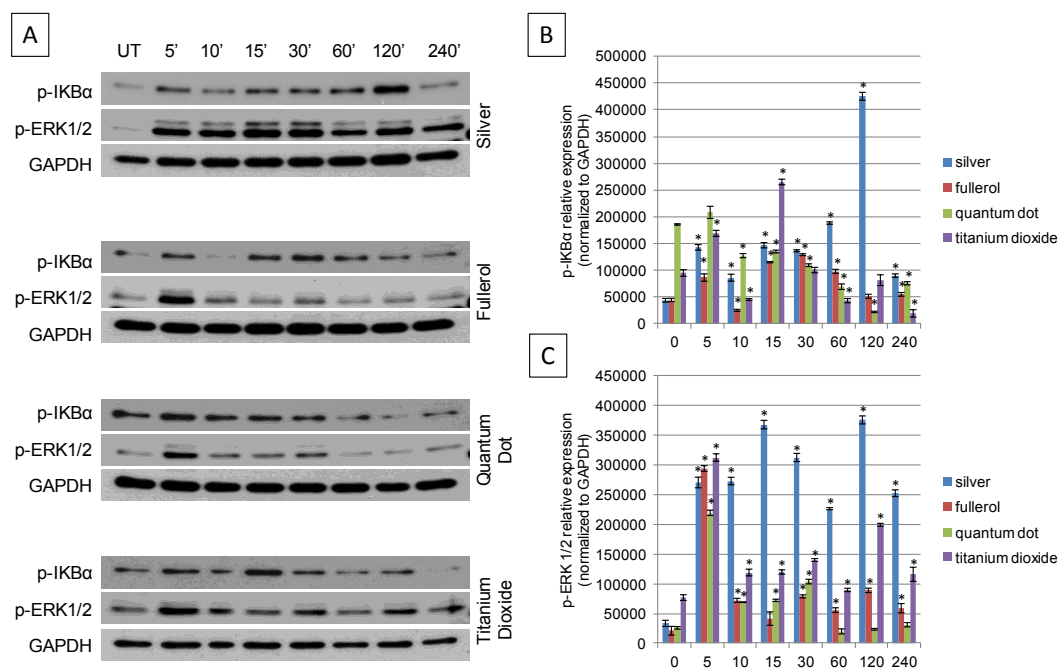 A
UT 5' 10' 15' 30' 60' 120' 240'
p-IKBα
p-ERK1/2
GAPDH
Silver
p-IKBα
p-ERK1/2
GAPDH
Fullerol
p-IKBα
p-ERK1/2
GAPDH
Quantum
Dot
p-IKBα
p-ERK1/2
GAPDH
Titanium
Dioxide
B
p-IKBα relative expression
(normalized to GAPDH)
500000
450000
400000
350000
300000
250000
200000
150000
100000
50000
0
0 5 10 15 30 60 120 240
silver
fullerol
quantum dot
titanium dioxide
C
p-ERK 1/2 relative expression
(normalized to GAPDH)
450000
400000
350000
300000
250000
200000
150000
100000
50000
0
0 5 10 15 30 60 120 240
silver
fullerol
quantum dot
titanium dioxide